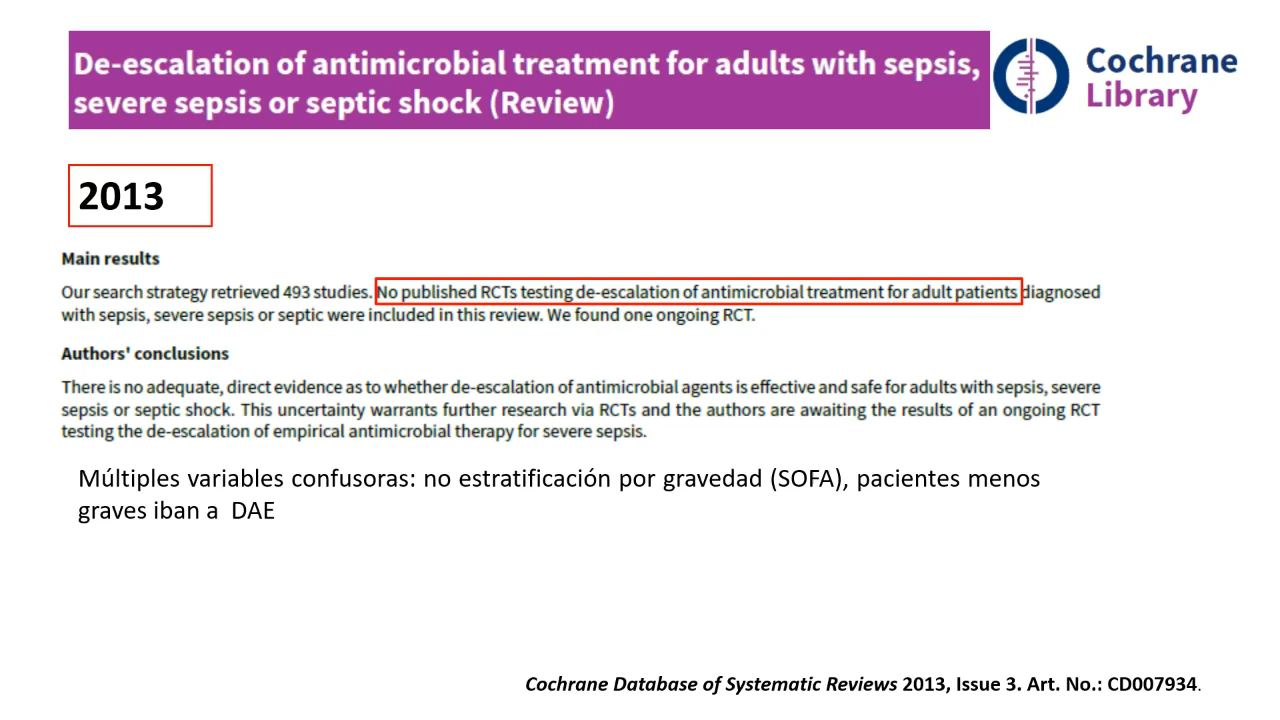 De-escalation of antimicrobial treatment for adults with sepsis,
severe sepsis or septic shock (Review)
Cochrane
Library
2013
Main results
Our search strategy retrieved 493 studies. No published RCTs testing de-escalation of antimicrobial treatment for adult patients diagnosed
with sepsis, severe sepsis or septic were included in this review. We found one ongoing RCT.
Authors' conclusions
There is no adequate, direct evidence as to whether de-escalation of antimicrobial agents is effective and safe for adults with sepsis, severe
sepsis or septic shock. This uncertainty warrants further research via RCTs and the authors are awaiting the results of an ongoing RCT
testing the de-escalation of empirical antimicrobial therapy for severe sepsis.
Múltiples variables confusoras: no estratificación por gravedad (SOFA), pacientes menos
graves iban a DAE
Cochrane Database of Systematic Reviews 2013, Issue 3. Art. No.: CD007934.